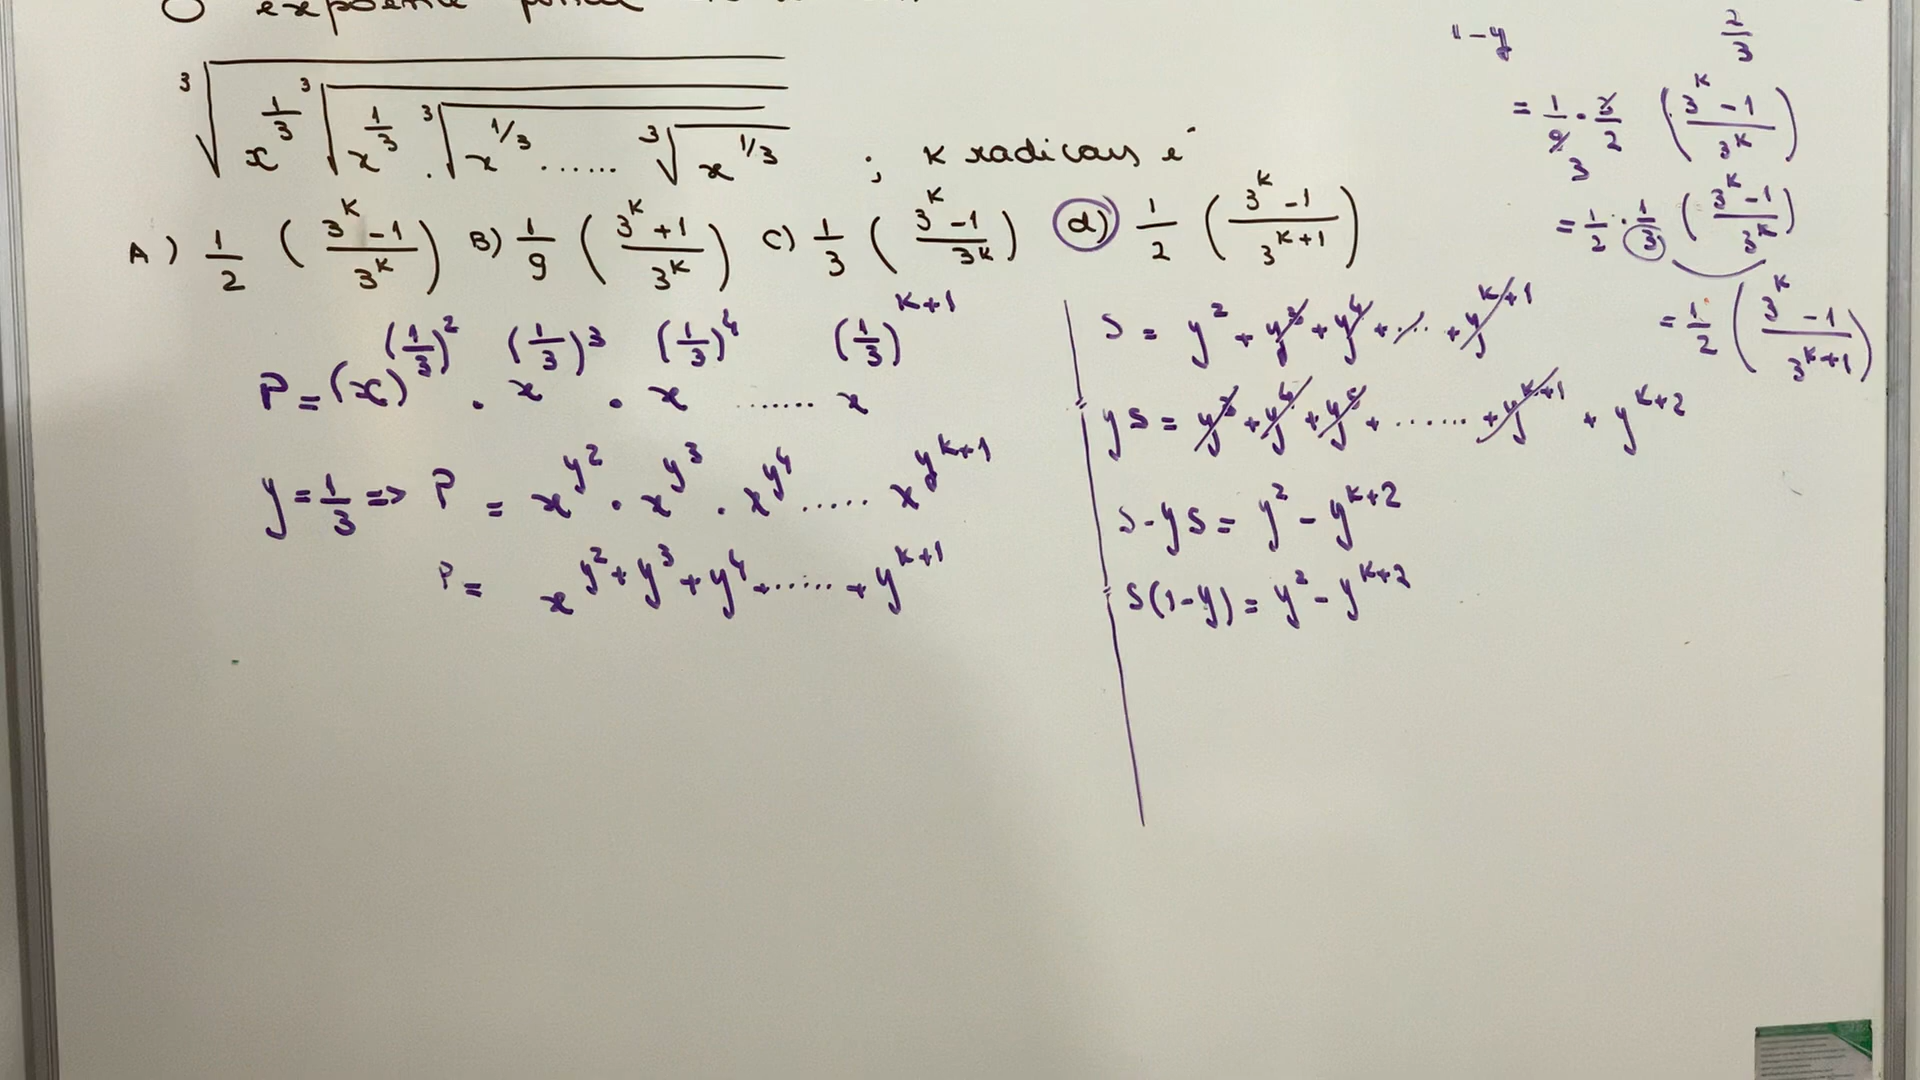 O expoente
∛(x^(1/3) ∛(x^(1/3) . ∛(x^(1/3) ...... ∛(x^(1/3))))) ; K radicais é
A) 1/2 ((3^K - 1)/3^K) B) 1/9 ((3^K + 1)/3^K) C) 1/3 ((3^K - 1)/3^K) d) 1/2 ((3^K - 1)/3^(K+1))
P = (x)^((1/3)^2) . x^((1/3)^3) . x^((1/3)^4) ....... x^((1/3)^(K+1))
y = 1/3 => P = x^(y^2) . x^(y^3) . x^(y^4) ..... x^(y^(K+1))
P = x^(y^2 + y^3 + y^4 + ...... + y^(K+1))
S = y^2 + y^3 + y^4 + ..... + y^(K+1)
yS = y^3 + y^4 + y^5 + ...... + y^(K+1) + y^(K+2)
S - yS = y^2 - y^(K+2)
S(1-y) = y^2 - y^(K+2)
1-y 2/3
= 1/9 . 3/2 ((3^K - 1)/3^K)
3
= 1/2 . 1/3 ((3^K - 1)/3^K)
= 1/2 ((3^K - 1)/3^(K+1))